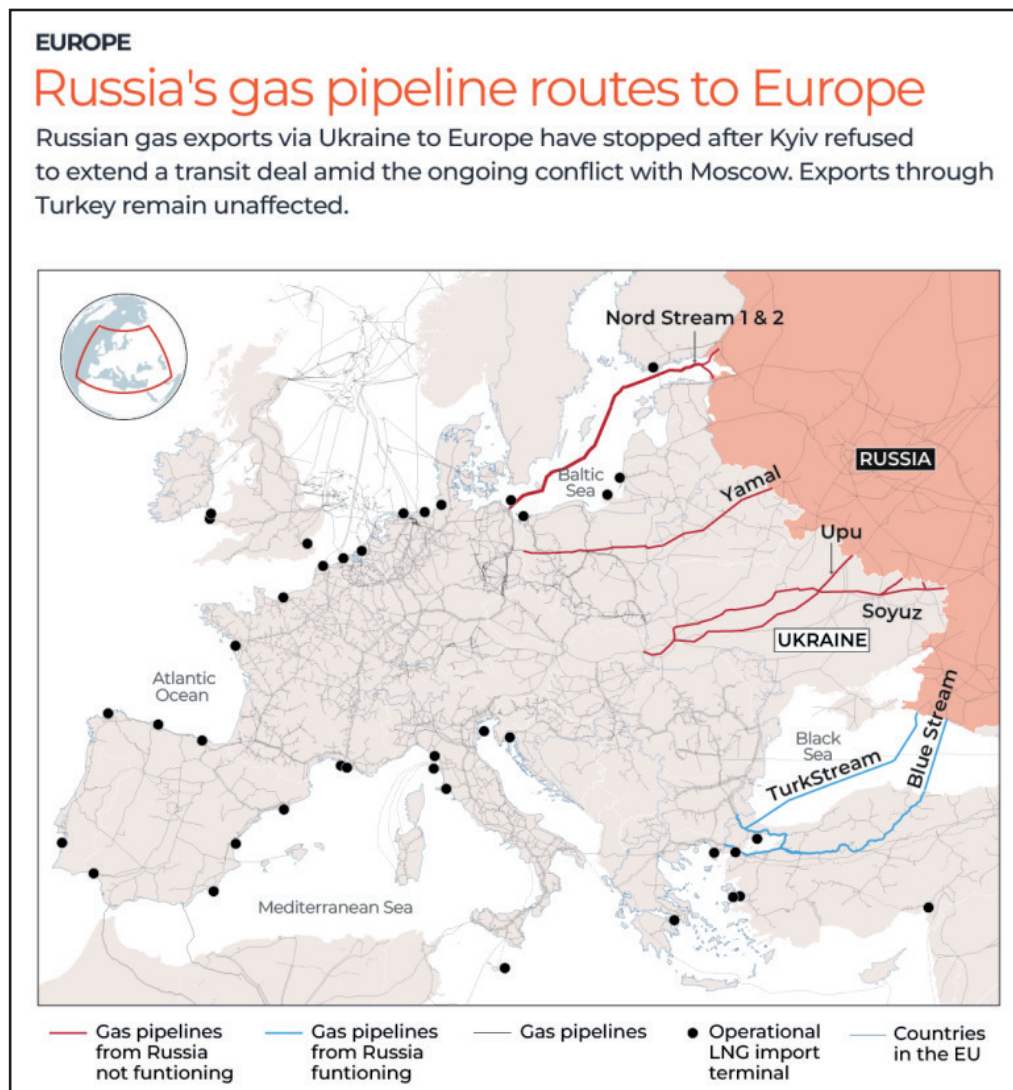 EUROPE
Russia's gas pipeline routes to Europe
Russian gas exports via Ukraine to Europe have stopped after Kyiv refused
to extend a transit deal amid the ongoing conflict with Moscow. Exports through
Turkey remain unaffected.
Nord Stream 1 & 2
RUSSIA
Baltic
Sea
Yamal
Upu
Soyuz
UKRAINE
Atlantic
Ocean
Black
Sea
TurkStream
Blue Stream
Mediterranean Sea
Gas pipelines
from Russia
not funtioning
Gas pipelines
from Russia
funtioning
Gas pipelines
Operational
LNG import
terminal
Countries
in the EU